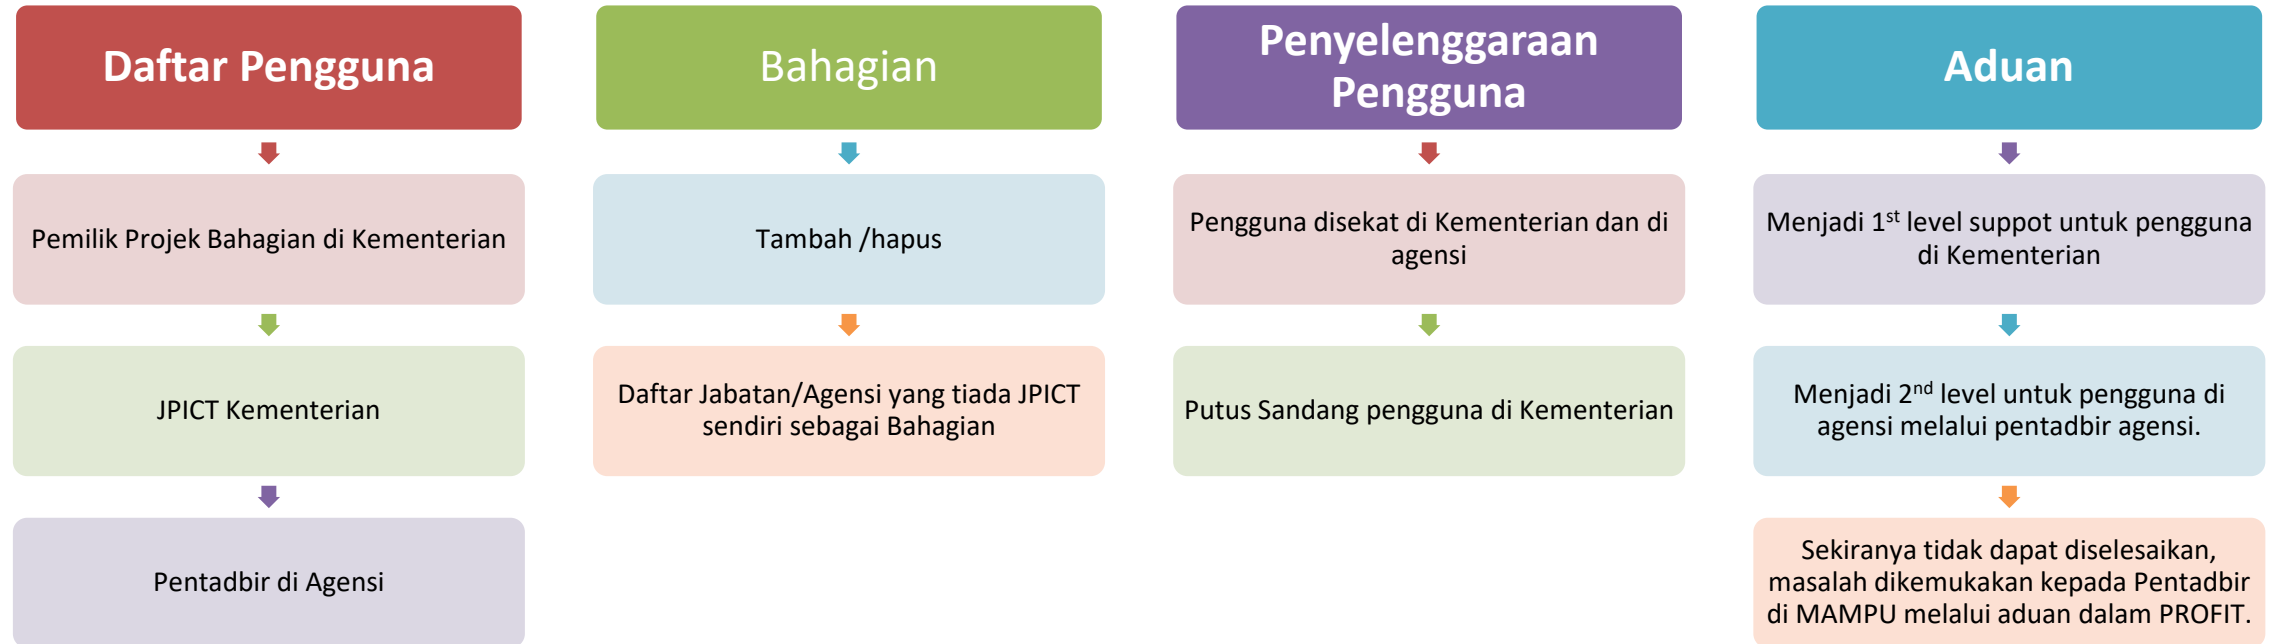 Daftar Pengguna
Pemilik Projek Bahagian di Kementerian
JPICT Kementerian
Pentadbir di Agensi
Bahagian
Tambah /hapus
Daftar Jabatan/Agensi yang tiada JPICT
sendiri sebagai Bahagian
Penyelenggaraan
Pengguna
Pengguna disekat di Kementerian dan di
agensi
Putus Sandang pengguna di Kementerian
Aduan
Menjadi 1st level suppot untuk pengguna
di Kementerian
Menjadi 2nd level untuk pengguna di
agensi melalui pentadbir agensi.
Sekiranya tidak dapat diselesaikan,
masalah dikemukakan kepada Pentadbir
di MAMPU melalui aduan dalam PROFIT.